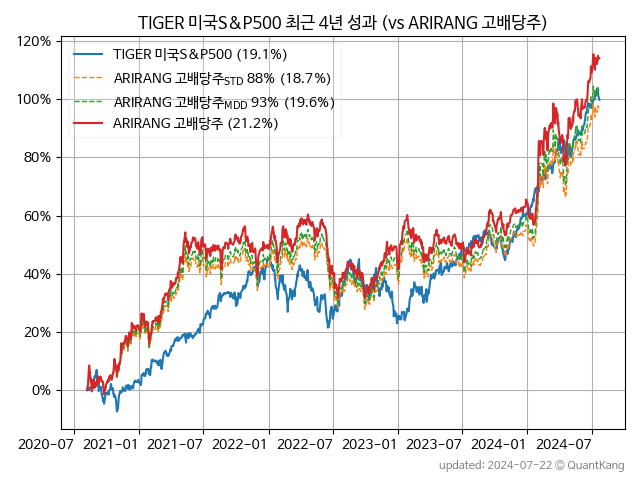 TIGER 미국S&P500 최근 4년 성과 (vs ARIRANG 고배당주)
120%
100%
80%
60%
40%
20%
0%
TIGER 미국S&P500 (19.1%)
ARIRANG 고배당주STD 88% (18.7%)
ARIRANG 고배당주MDD 93% (19.6%)
ARIRANG 고배당주 (21.2%)
2020-07 2021-01 2021-07 2022-01 2022-07 2023-01 2023-07 2024-01 2024-07
updated: 2024-07-22 © QuantKang